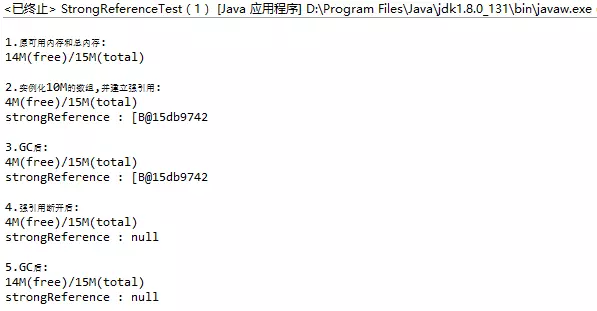 <已终止> StrongReferenceTest (1) [Java 应用程序] D:\Program Files\Java\jdk1.8.0_131\bin\javaw.exe
1.原可用内存和总内存:
14M(free)/15M(total)
2.实例化10M的数组,并建立强引用:
4M(free)/15M(total)
strongReference : [B@15db9742
3.GC后:
4M(free)/15M(total)
strongReference : [B@15db9742
4.强引用断开后:
4M(free)/15M(total)
strongReference : null
5.GC后:
14M(free)/15M(total)
strongReference : null